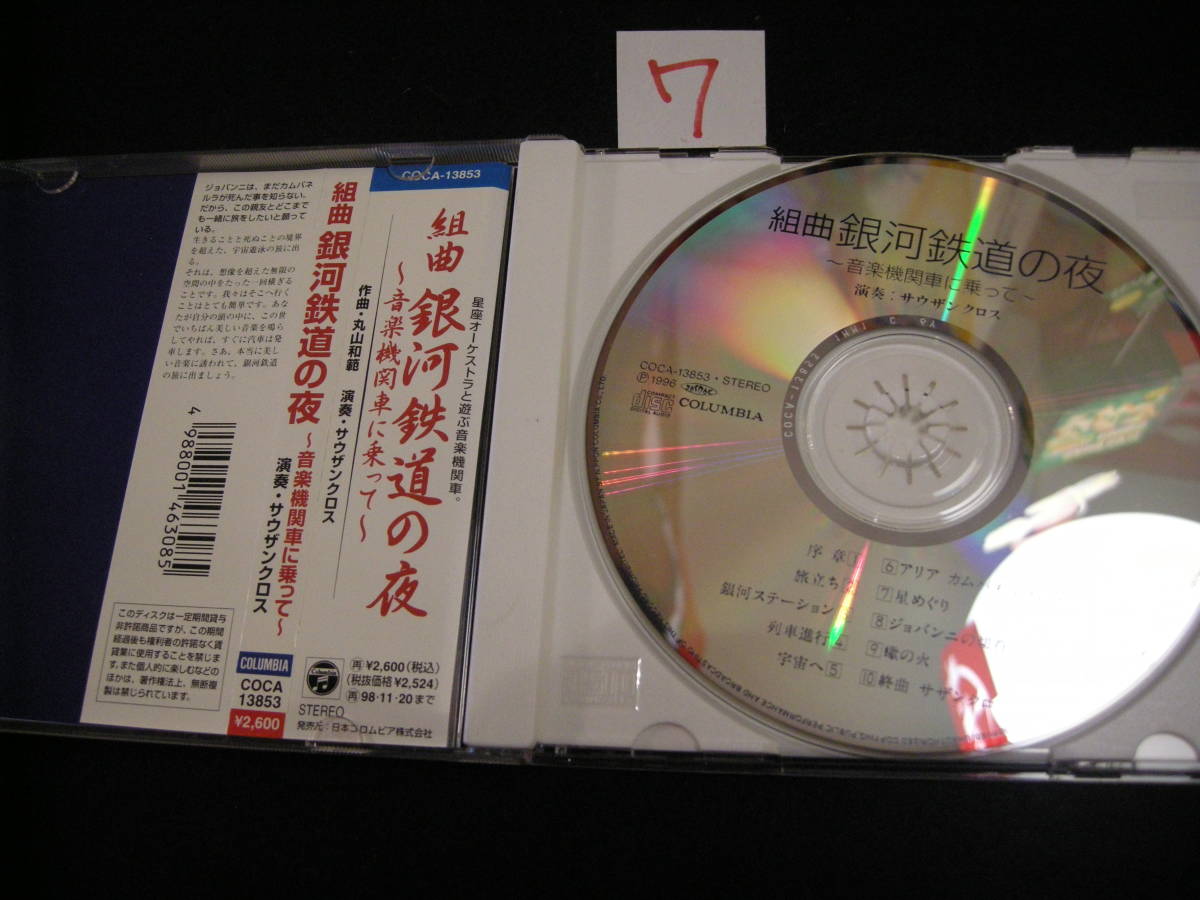 ワ
ジョバンニは、まだカムパネ
ルラが死んだ事を知らない。
だから、この親友とどこまで
も一緒に旅をしたいと願って
いる。
生きることと死ぬことの境界
を超えた、宇宙遊泳の旅に出
る。
それは、想像を超えた無限の
空間の中をたった一回横ぎる
ことです。我々はそこへ行く
ことはとても簡単です。あな
たが自分の頭の中に、この世
でいちばん美しい音楽を鳴ら
してやれば、すぐに汽車は発
車します。さあ、本当に美し
い音楽に誘われて、銀河鉄道
の旅に出ましょう。
4 988001 463085
このディスクは一定期間貸与
非許諾商品ですが、この期間
経過後も権利者の許諾なく賃
貸業に使用することを禁じま
す。また個人的に楽しむなどの
ほかは、著作権法上、無断複
製は禁じられています。
組曲 銀河鉄道の夜 〜音楽機関車に乗って〜
演奏・サウザンクロス
COLUMBIA
COCA
13853
¥2,600
COCA-13853
星座オーケストラと遊ぶ音楽機関車。
組曲 銀河鉄道の夜
〜音楽機関車に乗って〜
作曲・丸山和範 演奏・サウザンクロス
Columbia
STEREO
再 ¥2,600(税込)
(税抜価格 ¥2,524)
再 98・11・20まで
発売元:日本コロムビア株式会社
組曲 銀河鉄道の夜
〜音楽機関車に乗って〜
演奏:サウザンクロス
COCA-13853・STEREO
Ⓟ1996 COLUMBIA
COMPACT
disc
DIGITAL AUDIO
序 章1
旅立ち
銀河ステーション
列車進行4
宇宙へ5
6アリア
7星めぐり
8ジョバンニの
9蠍の火
10終曲